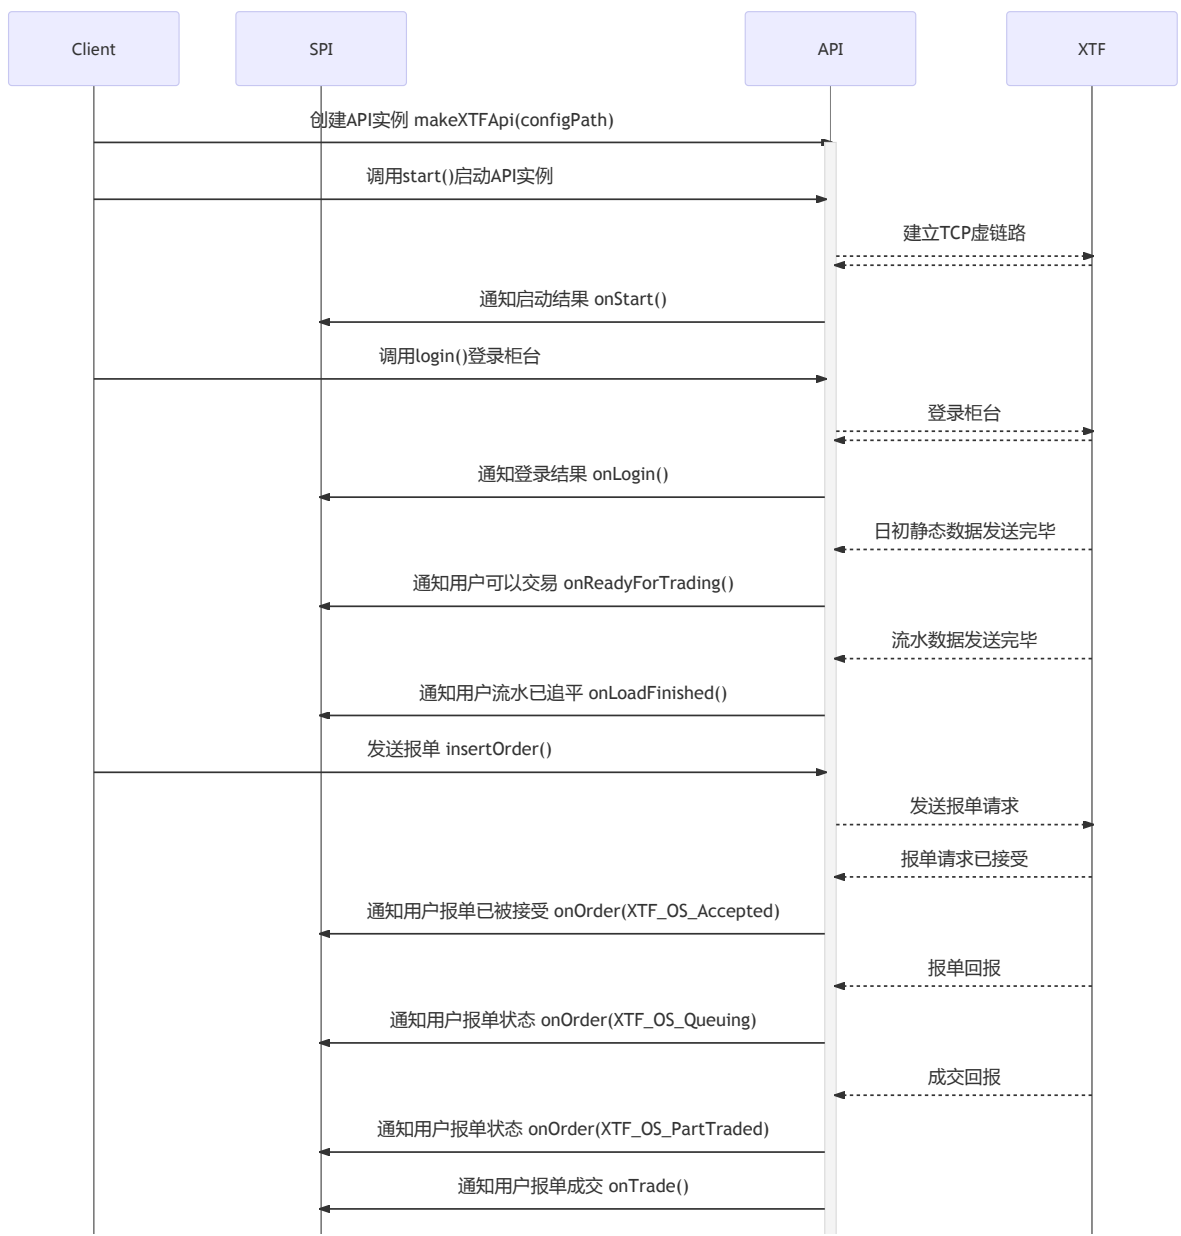 Client
SPI
API
XTF
创建API实例 makeXTFApi(configPath)
调用start()启动API实例
建立TCP虚链路
通知启动结果 onStart()
调用login()登录柜台
登录柜台
通知登录结果 onLogin()
日初静态数据发送完毕
通知用户可以交易 onReadyForTrading()
流水数据发送完毕
通知用户流水已追平 onLoadFinished()
发送报单 insertOrder()
发送报单请求
报单请求已接受
通知用户报单已被接受 onOrder(XTF_OS_Accepted)
报单回报
通知用户报单状态 onOrder(XTF_OS_Queuing)
成交回报
通知用户报单状态 onOrder(XTF_OS_PartTraded)
通知用户报单成交 onTrade()